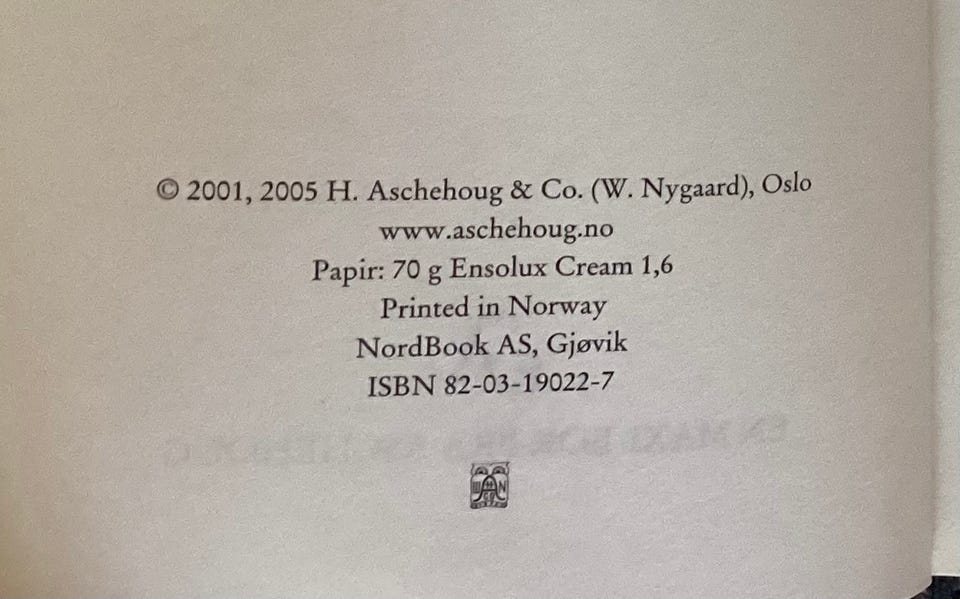 © 2001, 2005 H. Aschehoug & Co. (W. Nygaard), Oslo
www.aschehoug.no
Papir: 70 g Ensolux Cream 1,6
Printed in Norway
NordBook AS, Gjøvik
ISBN 82-03-19022-7